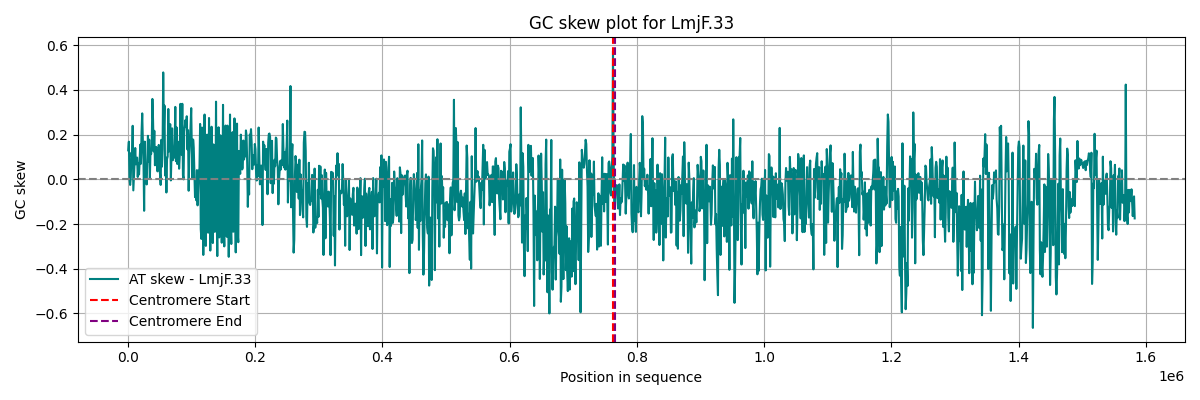 GC skew plot for LmjF.33
GC skew
0.6
0.4
0.2
0.0
−0.2
−0.4
−0.6
AT skew - LmjF.33
Centromere Start
Centromere End
0.0 0.2 0.4 0.6 0.8 1.0 1.2 1.4 1.6
1e6
Position in sequence